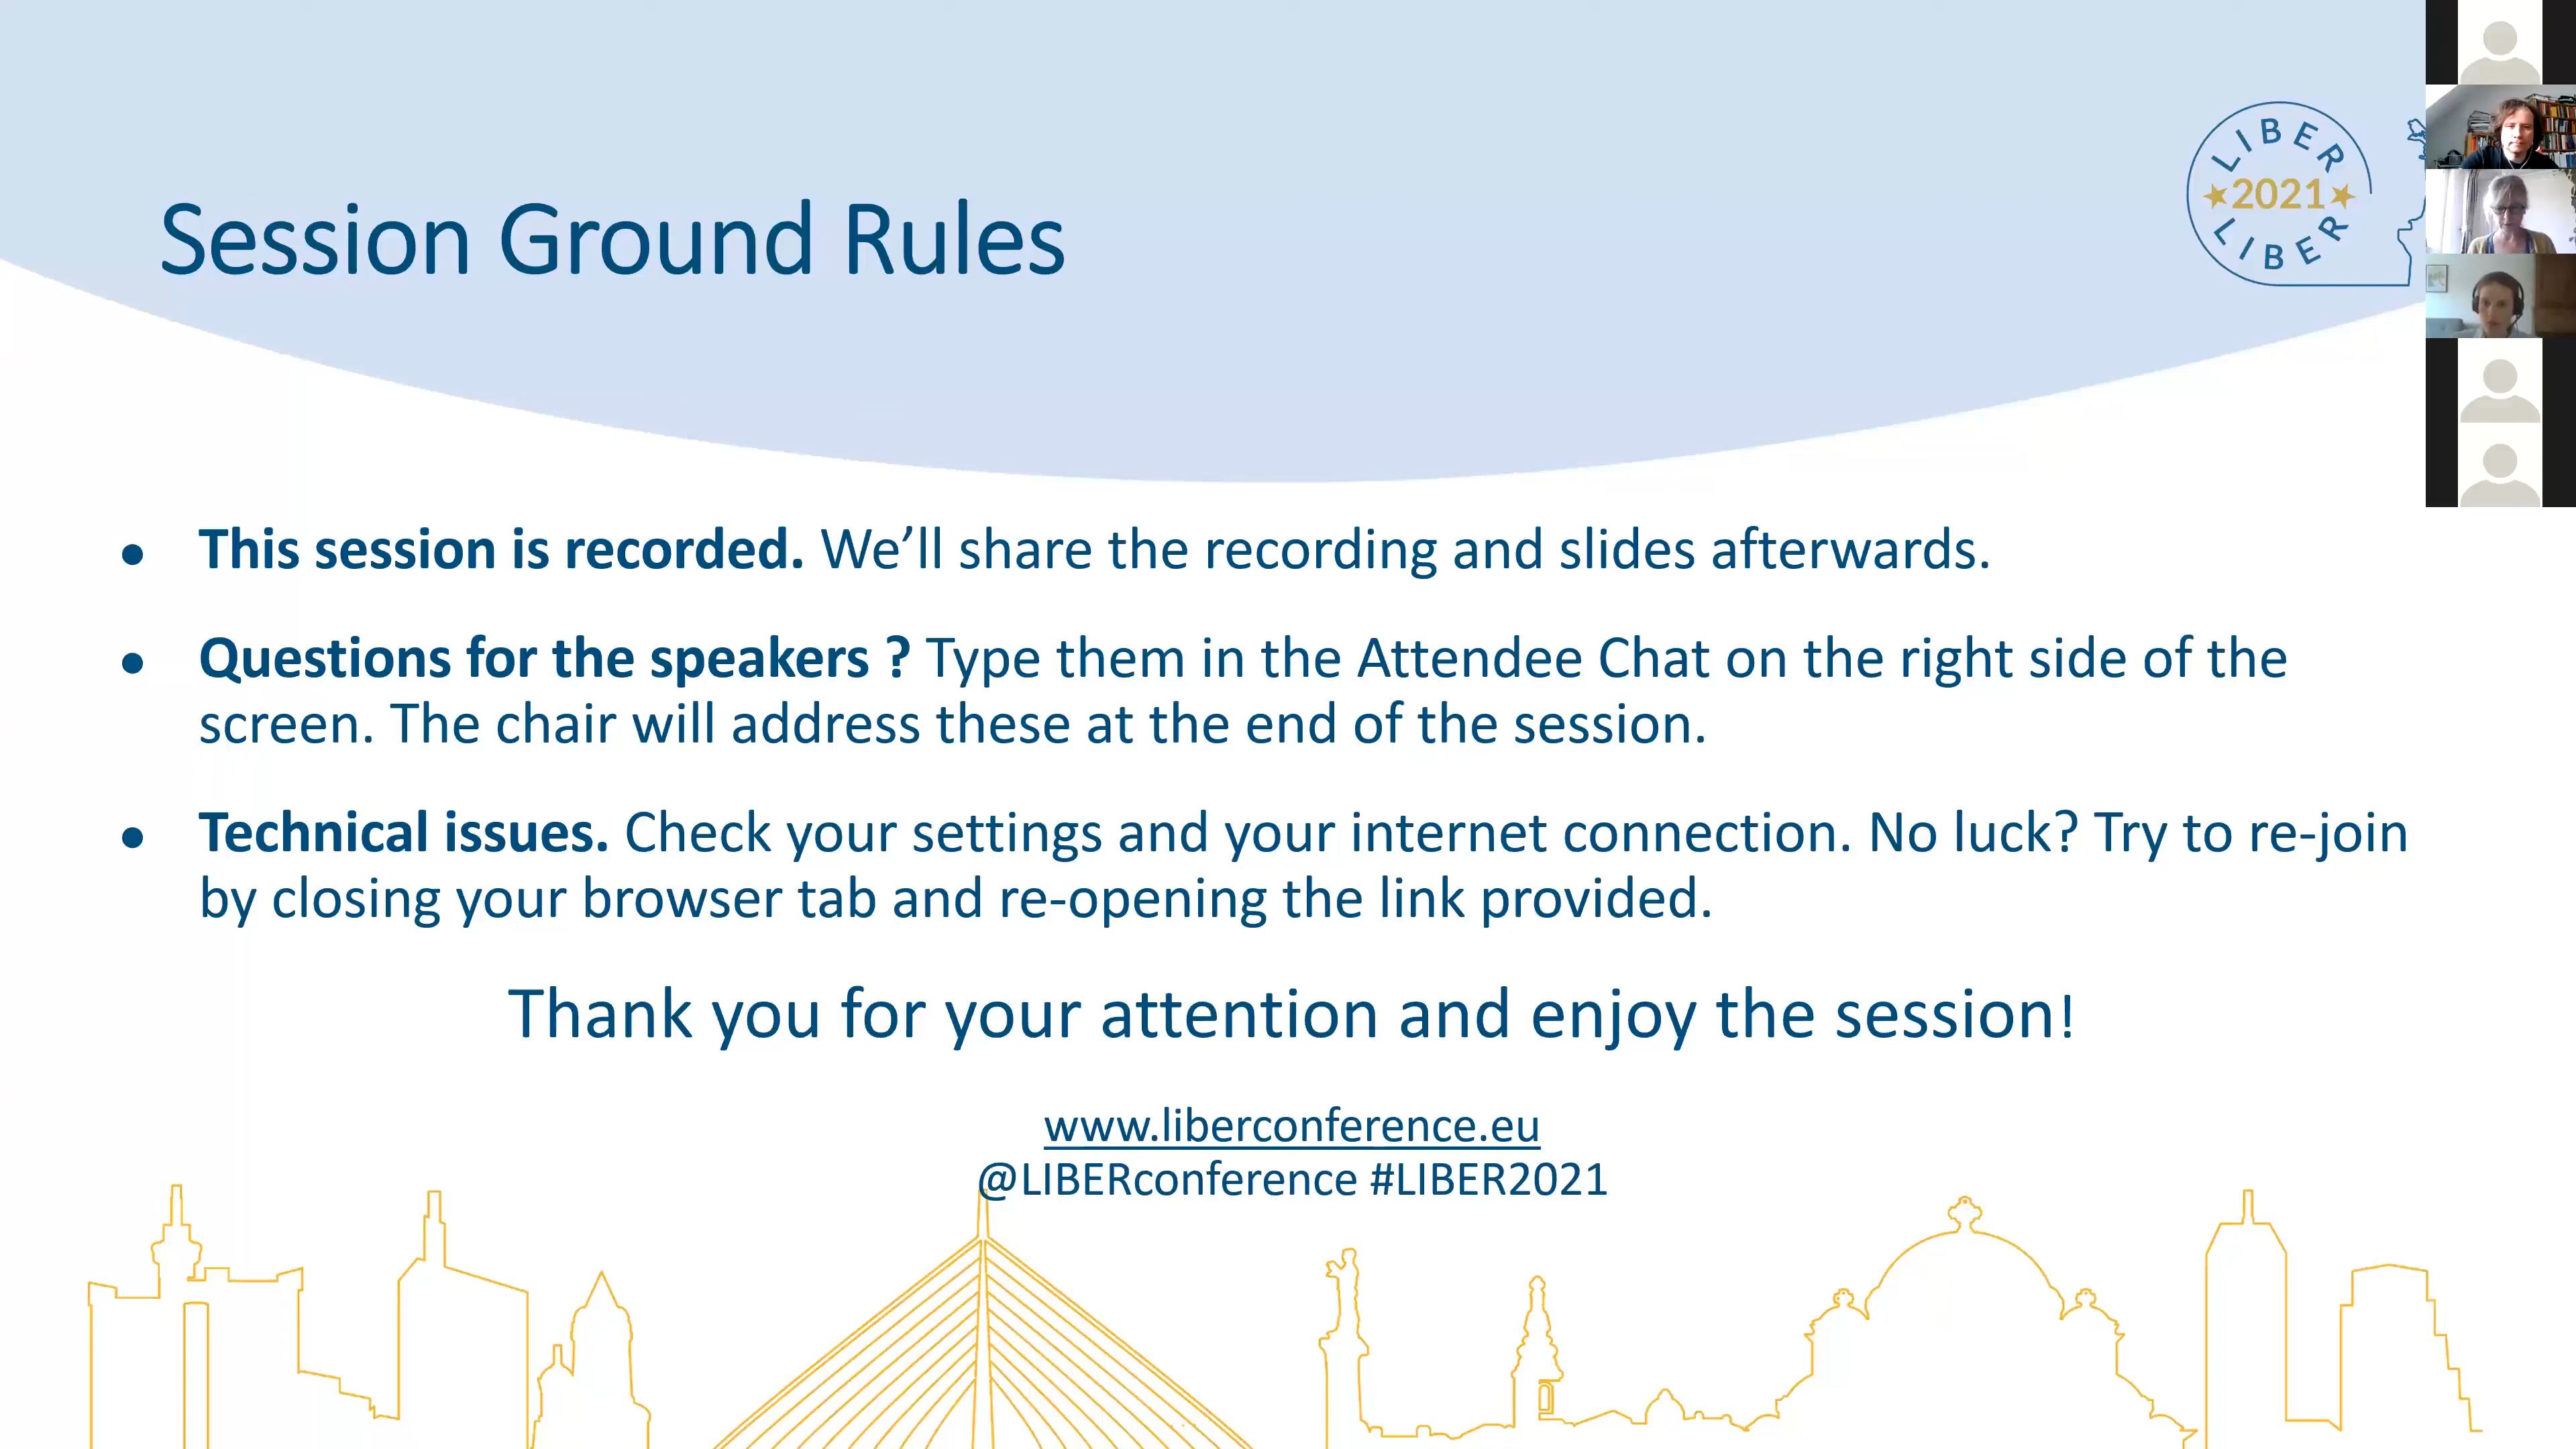 Session Ground Rules
LIBER
★2021★
LIBER
● This session is recorded. We’ll share the recording and slides afterwards.
● Questions for the speakers ? Type them in the Attendee Chat on the right side of the
screen. The chair will address these at the end of the session.
● Technical issues. Check your settings and your internet connection. No luck? Try to re-join
by closing your browser tab and re-opening the link provided.
Thank you for your attention and enjoy the session!
www.liberconference.eu
@LIBERconference #LIBER2021